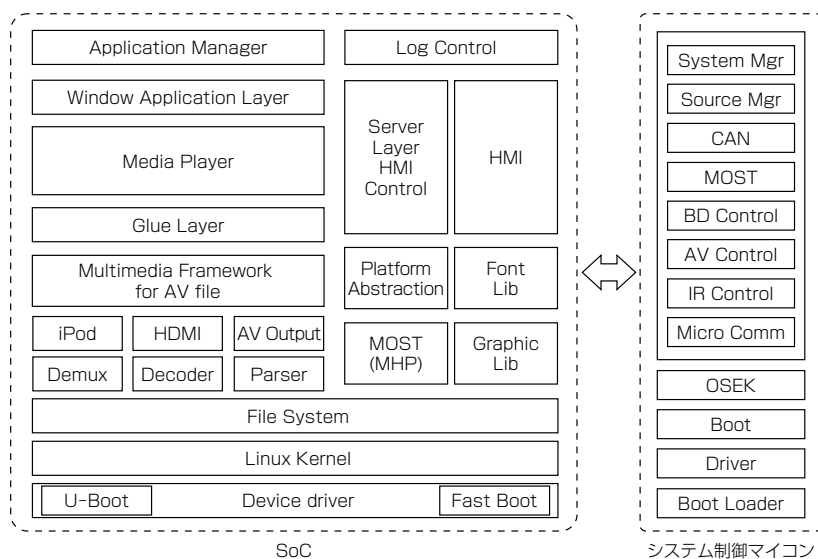 Application Manager
Log Control
Window Application Layer
Media Player
Glue Layer
Multimedia Framework
for AV file
Server
Layer
HMI
Control
HMI
Platform
Abstraction
Font
Lib
iPod
HDMI
AV Output
Demux
Decoder
Parser
MOST
(MHP)
Graphic
Lib
File System
Linux Kernel
U-Boot
Device driver
Fast Boot
SoC
System Mgr
Source Mgr
CAN
MOST
BD Control
AV Control
IR Control
Micro Comm
OSEK
Boot
Driver
Boot Loader
システム制御マイコン